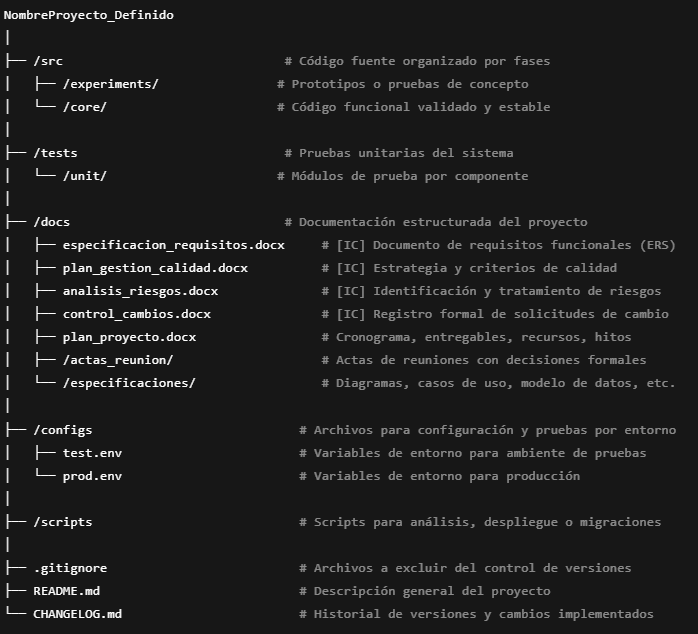 NombreProyecto_Definido
│
├── /src                              # Código fuente organizado por fases
│   ├── /experiments/                # Prototipos o pruebas de concepto
│   └── /core/                       # Código funcional validado y estable
│
├── /tests                            # Pruebas unitarias del sistema
│   └── /unit/                       # Módulos de prueba por componente
│
├── /docs                             # Documentación estructurada del proyecto
│   ├── especificacion_requisitos.docx     # [IC] Documento de requisitos funcionales (ERS)
│   ├── plan_gestion_calidad.docx          # [IC] Estrategia y criterios de calidad
│   ├── analisis_riesgos.docx              # [IC] Identificación y tratamiento de riesgos
│   ├── control_cambios.docx               # [IC] Registro formal de solicitudes de cambio
│   ├── plan_proyecto.docx                 # Cronograma, entregables, recursos, hitos
│   ├── /actas_reunion/                    # Actas de reuniones con decisiones formales
│   └── /especificaciones/                 # Diagramas, casos de uso, modelo de datos, etc.
│
├── /configs                            # Archivos para configuración y pruebas por entorno
│   ├── test.env                        # Variables de entorno para ambiente de pruebas
│   └── prod.env                        # Variables de entorno para producción
│
├── /scripts                            # Scripts para análisis, despliegue o migraciones
│
├── .gitignore                          # Archivos a excluir del control de versiones
├── README.md                           # Descripción general del proyecto
└── CHANGELOG.md                        # Historial de versiones y cambios implementados